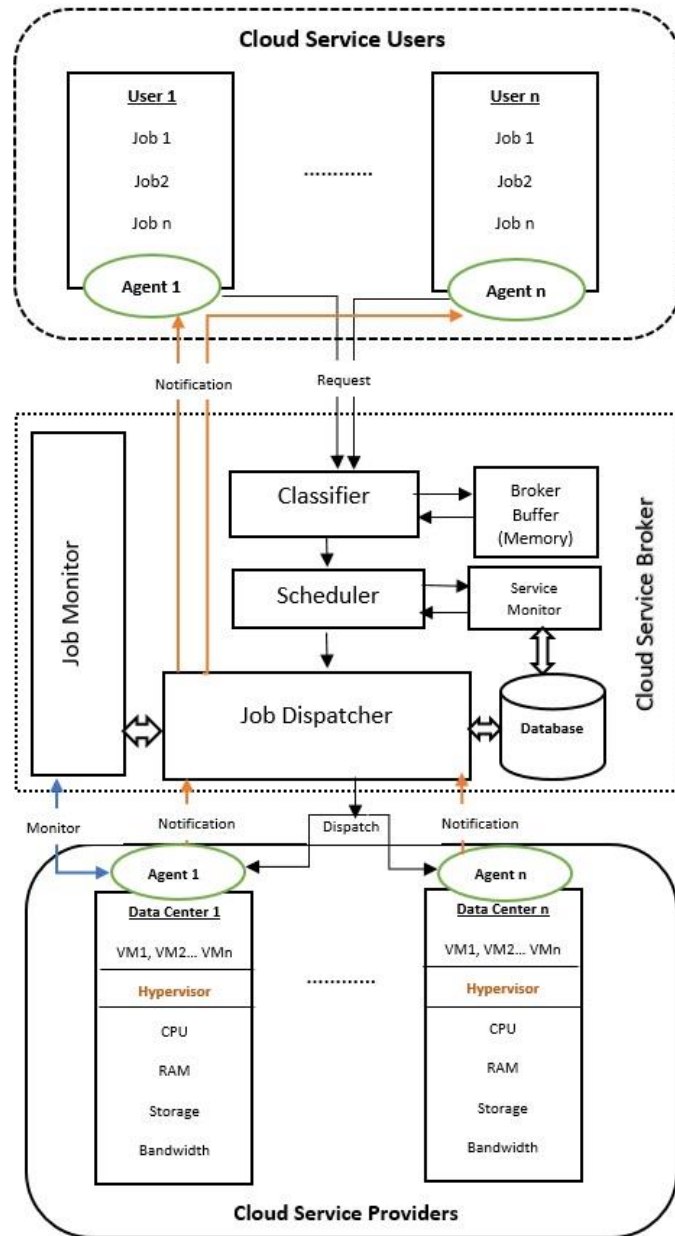 Cloud Service Users
User 1
Job 1
Job2
Job n
Agent 1
............
User n
Job 1
Job2
Job n
Agent n
Notification
Request
Job Monitor
Classifier
Broker
Buffer
(Memory)
Scheduler
Service
Monitor
Job Dispatcher
Database
Cloud Service Broker
Monitor
Notification
Dispatch
Notification
Agent 1
Data Center 1
VM1, VM2... VMn
Hypervisor
CPU
RAM
Storage
Bandwidth
............
Agent n
Data Center n
VM1, VM2... VMn
Hypervisor
CPU
RAM
Storage
Bandwidth
Cloud Service Providers